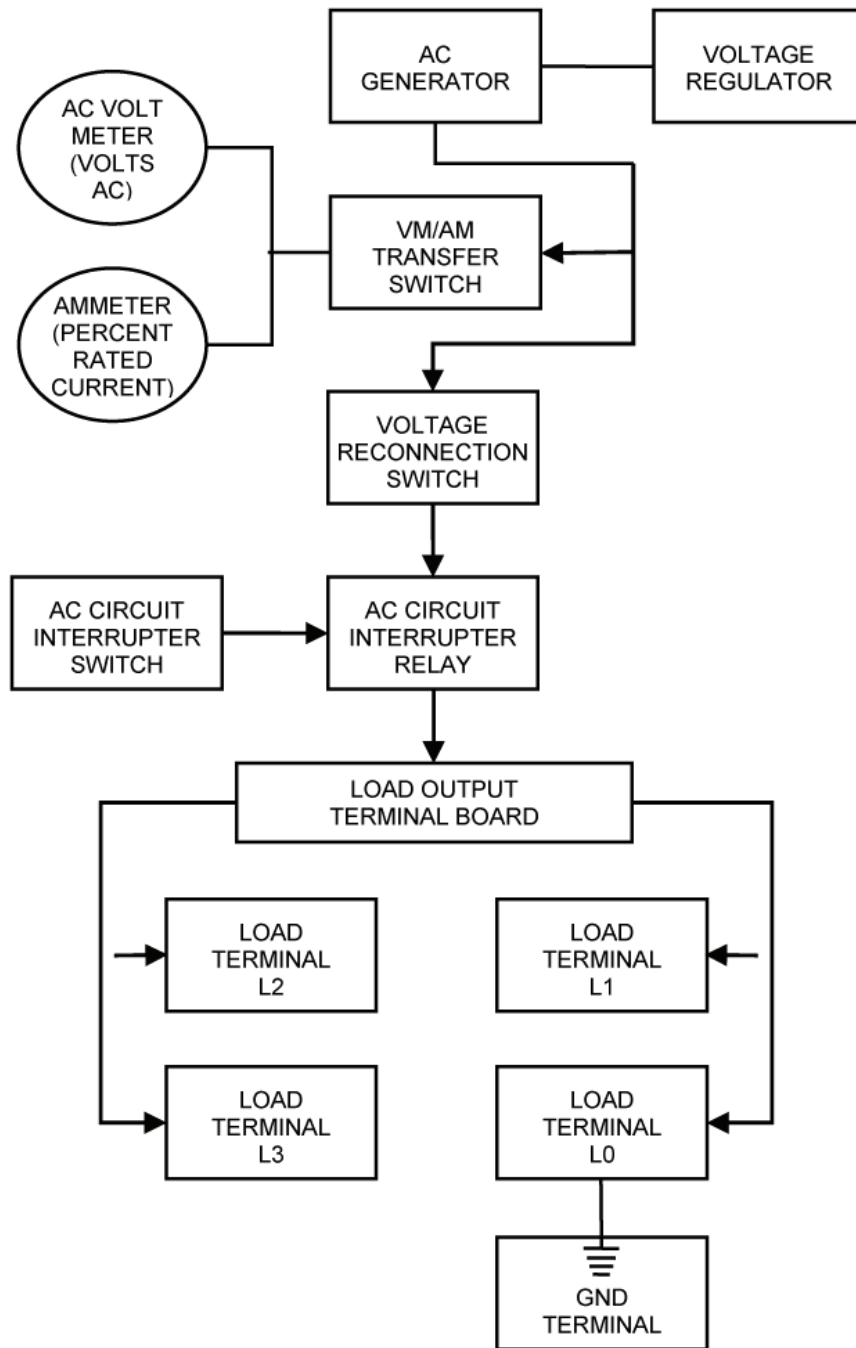 AC
GENERATOR
VOLTAGE
REGULATOR
AC VOLT
METER
(VOLTS
AC)
VM/AM
TRANSFER
SWITCH
AMMETER
(PERCENT
RATED
CURRENT)
VOLTAGE
RECONNECTION
SWITCH
AC CIRCUIT
INTERRUPTER
SWITCH
AC CIRCUIT
INTERRUPTER
RELAY
LOAD OUTPUT
TERMINAL BOARD
LOAD
TERMINAL
L2
LOAD
TERMINAL
L1
LOAD
TERMINAL
L3
LOAD
TERMINAL
L0
GND
TERMINAL